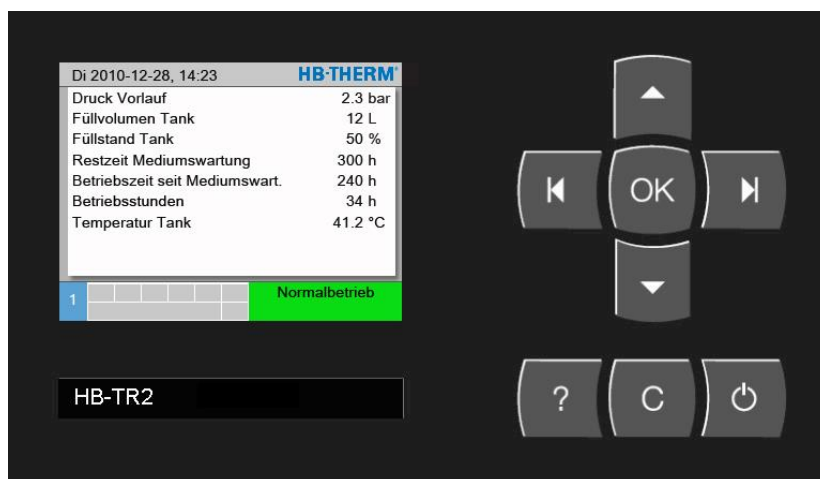 Di 2010-12-28, 14:23 HB-THERM®
Druck Vorlauf 2.3 bar
Füllvolumen Tank 12 L
Füllstand Tank 50 %
Restzeit Mediumswartung 300 h
Betriebszeit seit Mediumswart. 240 h
Betriebsstunden 34 h
Temperatur Tank 41.2 °C
1 Normalbetrieb
HB-TR2
OK
? C